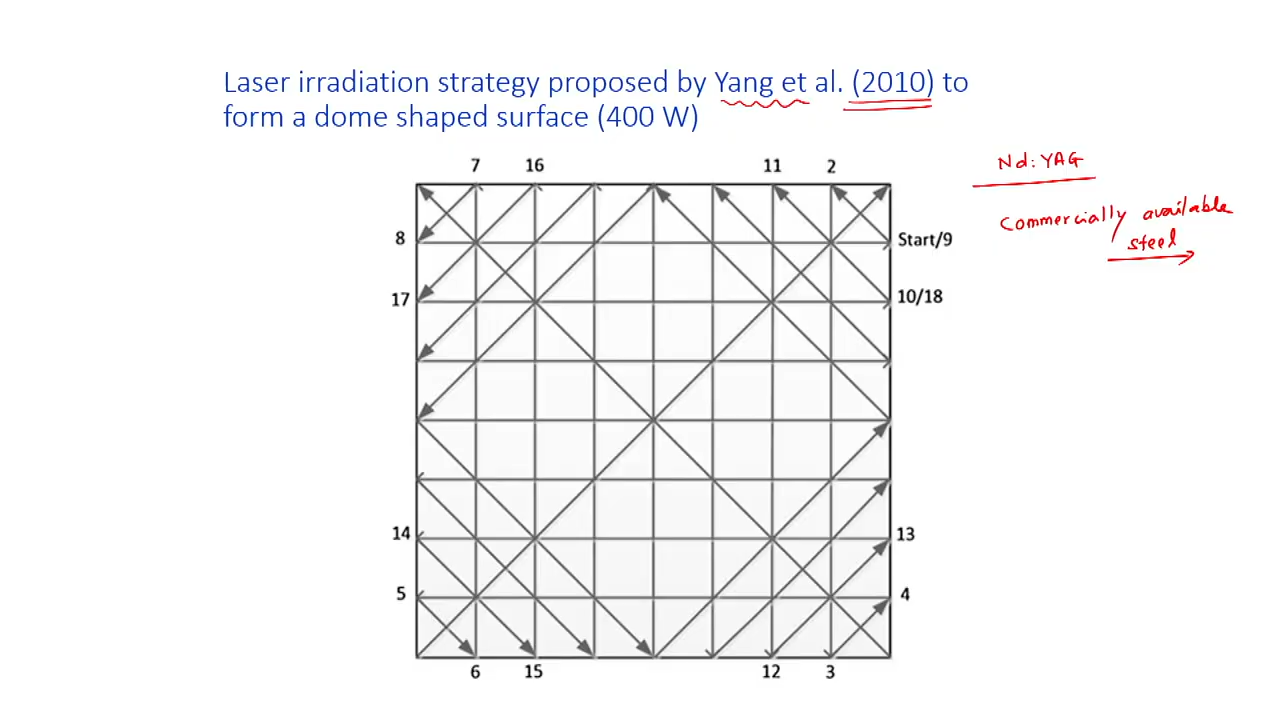 Laser irradiation strategy proposed by Yang et al. (2010) to
form a dome shaped surface (400 W)
Nd:YAG
Commercially available
steel
7 16 11 2
8 Start/9
17 10/18
14 13
5 4
6 15 12 3